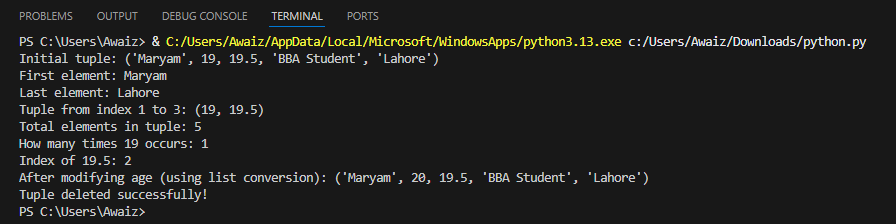 PROBLEMS OUTPUT DEBUG CONSOLE TERMINAL PORTS
PS C:\Users\Awaiz> & C:/Users/Awaiz/AppData/Local/Microsoft/WindowsApps/python3.13.exe c:/Users/Awaiz/Downloads/python.py
Initial tuple: ('Maryam', 19, 19.5, 'BBA Student', 'Lahore')
First element: Maryam
Last element: Lahore
Tuple from index 1 to 3: (19, 19.5)
Total elements in tuple: 5
How many times 19 occurs: 1
Index of 19.5: 2
After modifying age (using list conversion): ('Maryam', 20, 19.5, 'BBA Student', 'Lahore')
Tuple deleted successfully!
PS C:\Users\Awaiz>